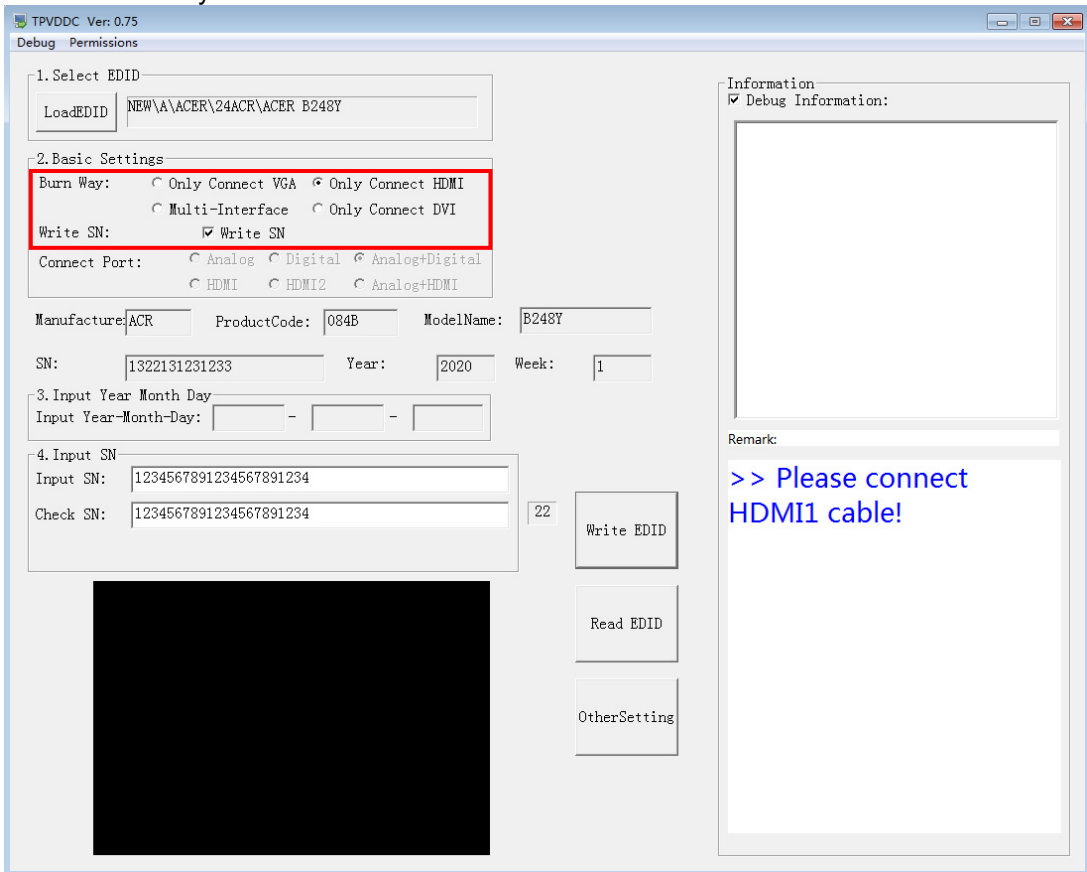 TPVDDC Ver: 0.75
Debug Permissions
1. Select EDID
LoadEDID NEW\A\ACER\24ACR\ACER B248Y
2. Basic Settings
Burn Way: Only Connect VGA Only Connect HDMI
Multi-Interface Only Connect DVI
Write SN: Write SN
Connect Port: Analog Digital Analog+Digital
HDMI HDMI2 Analog+HDMI
Manufacture: ACR ProductCode: 084B ModelName: B248Y
SN: 1322131231233 Year: 2020 Week: 1
3. Input Year Month Day
Input Year-Month-Day: - -
4. Input SN
Input SN: 1234567891234567891234
Check SN: 1234567891234567891234 22
Write EDID
Read EDID
OtherSetting
Information
Debug Information:
Remark:
>> Please connect
HDMI1 cable!